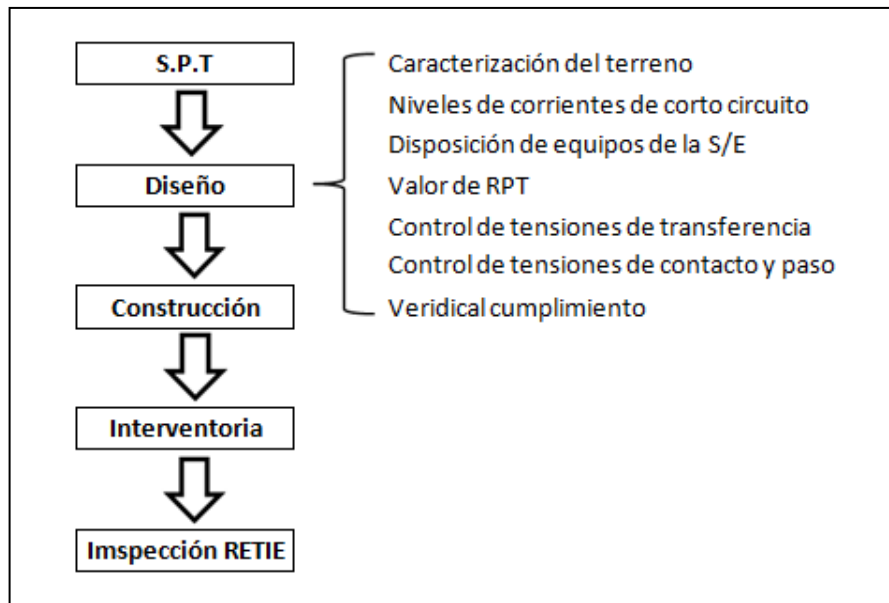 S.P.T
Diseño
Construcción
Interventoria
Imspección RETIE
Caracterización del terreno
Niveles de corrientes de corto circuito
Disposición de equipos de la S/E
Valor de RPT
Control de tensiones de transferencia
Control de tensiones de contacto y paso
Veridical cumplimiento